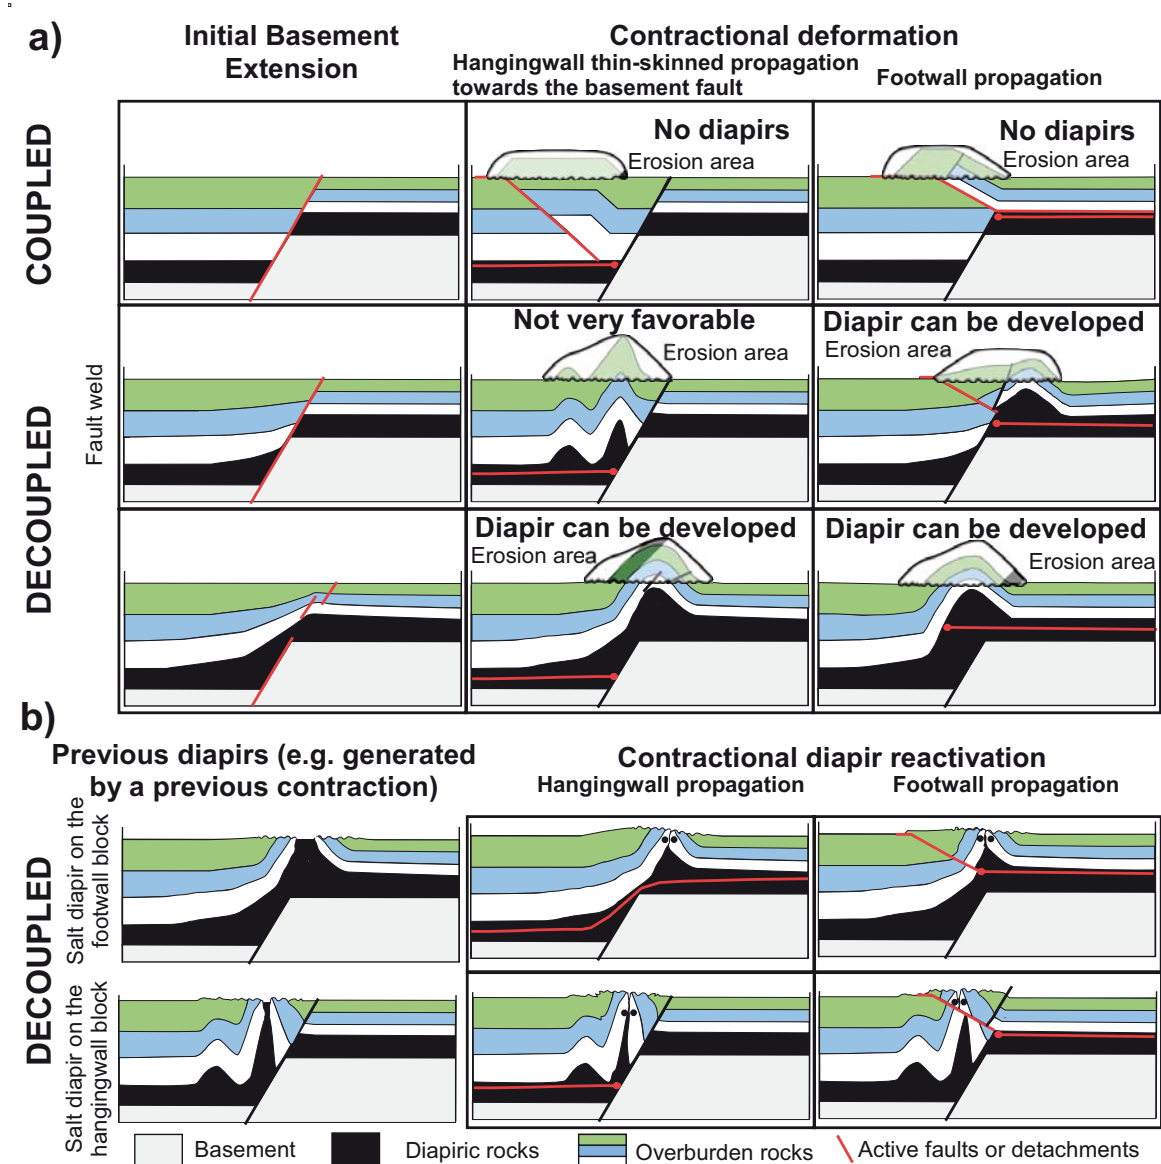 a)
Initial Basement
Extension
Contractional deformation
Hangingwall thin-skinned propagation
towards the basement fault
Footwall propagation
COUPLED
No diapirs
Erosion area
No diapirs
Erosion area
DECOUPLED
Fault weld
Not very favorable
Erosion area
Diapir can be developed
Erosion area
Diapir can be developed
Erosion area
Diapir can be developed
Erosion area
b)
Previous diapirs (e.g. generated
by a previous contraction)
Contractional diapir reactivation
Hangingwall propagation
Footwall propagation
DECOUPLED
Salt diapir on the
footwall block
Salt diapir on the
hangingwall block
Basement
Diapiric rocks
Overburden rocks
Active faults or detachments